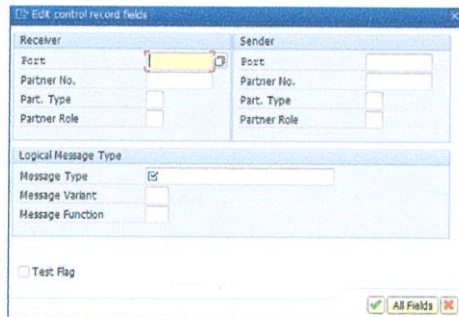 Edit control record fields
Receiver
Port
Partner No.
Part. Type
Partner Role
Sender
Port
Partner No.
Part. Type
Partner Role
Logical Message Type
Message Type
Message Variant
Message Function
Test Flag
All Fields